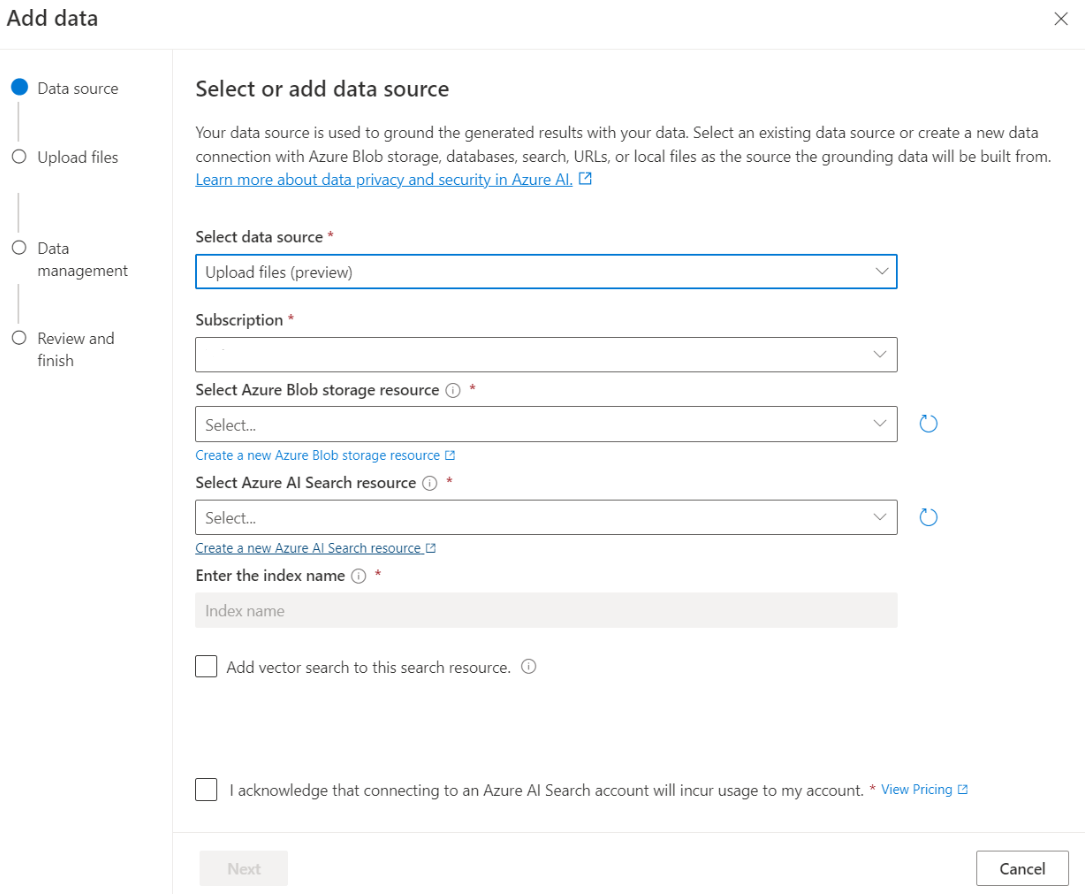 Add data
Data source
Upload files
Data
management
Review and
finish
Select or add data source
Your data source is used to ground the generated results with your data. Select an existing data source or create a new data
connection with Azure Blob storage, databases, search, URLs, or local files as the source the grounding data will be built from.
Learn more about data privacy and security in Azure AI.
Select data source *
Upload files (preview)
Subscription *
Select Azure Blob storage resource *
Select...
Create a new Azure Blob storage resource
Select Azure AI Search resource *
Select...
Create a new Azure AI Search resource
Enter the index name *
Index name
Add vector search to this search resource.
I acknowledge that connecting to an Azure AI Search account will incur usage to my account. * View Pricing
Next
Cancel